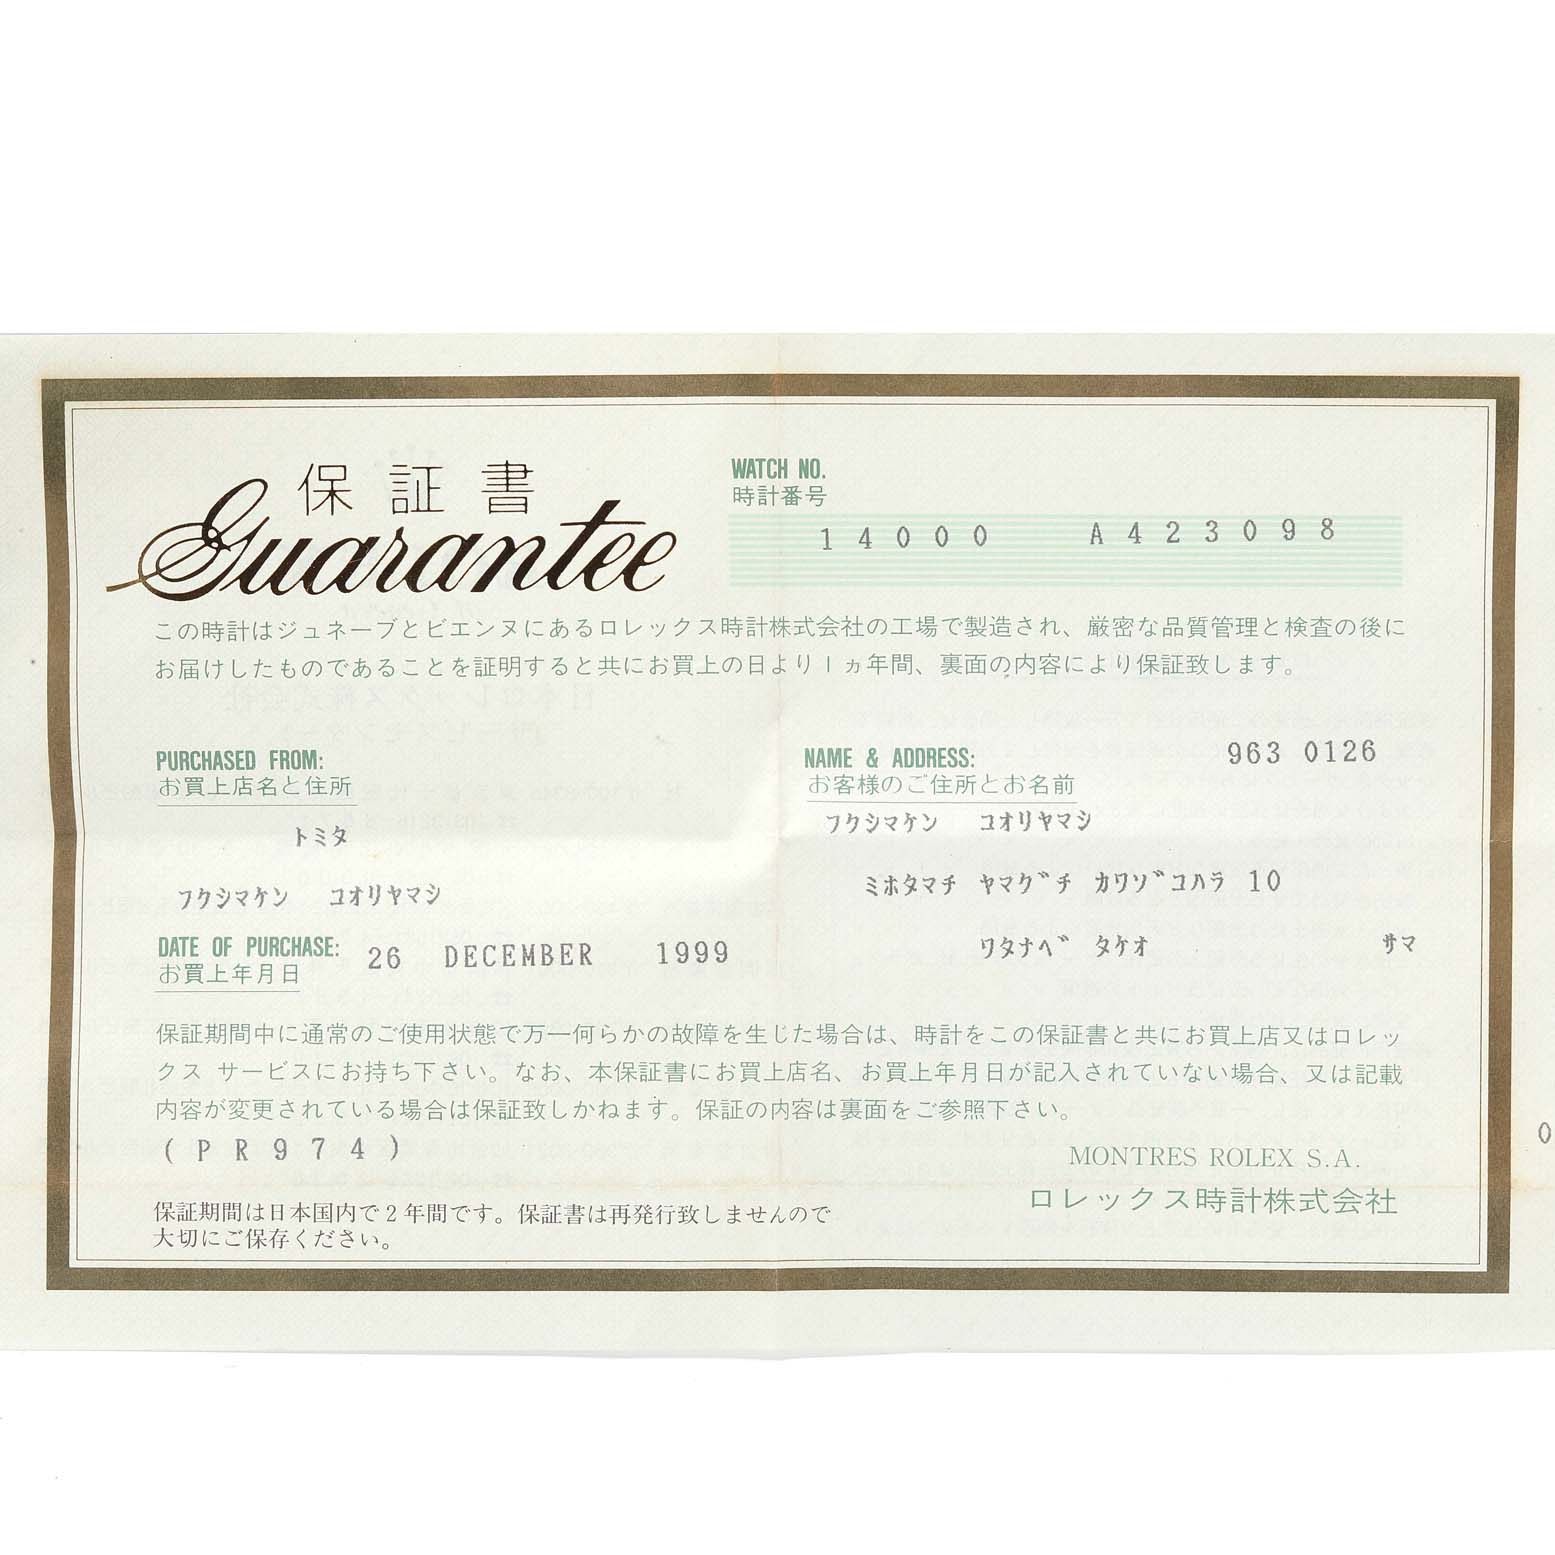 保証書
Guarantee
WATCH NO.
時計番号
14000 A423098
この時計はジュネーブとビエンヌにあるロレックス時計株式会社の工場で製造され、厳密な品質管理と検査の後に
お届けしたものであることを証明すると共にお買上の日より1ヵ年間、裏面の内容により保証致します。
PURCHASED FROM:
お買上店名と住所
トミタ
フクシマケン コオリヤマシ
NAME & ADDRESS:
963 0126
お客様のご住所とお名前
フクシマケン コオリヤマシ
ミホタマチ ヤマグチ カワゾコハラ 10
ワタナベ タケオ サマ
DATE OF PURCHASE:
お買上年月日
26 DECEMBER 1999
保証期間中に通常のご使用状態で万一何らかの故障を生じた場合は、時計をこの保証書と共にお買上店又はロレッ
クス サービスにお持ち下さい。なお、本保証書にお買上店名、お買上年月日が記入されていない場合、又は記載
内容が変更されている場合は保証致しかねます。保証の内容は裏面をご参照下さい。
(PR974)
MONTRES ROLEX S.A.
ロレックス時計株式会社
保証期間は日本国内で2年間です。保証書は再発行致しませんので
大切にご保存ください。